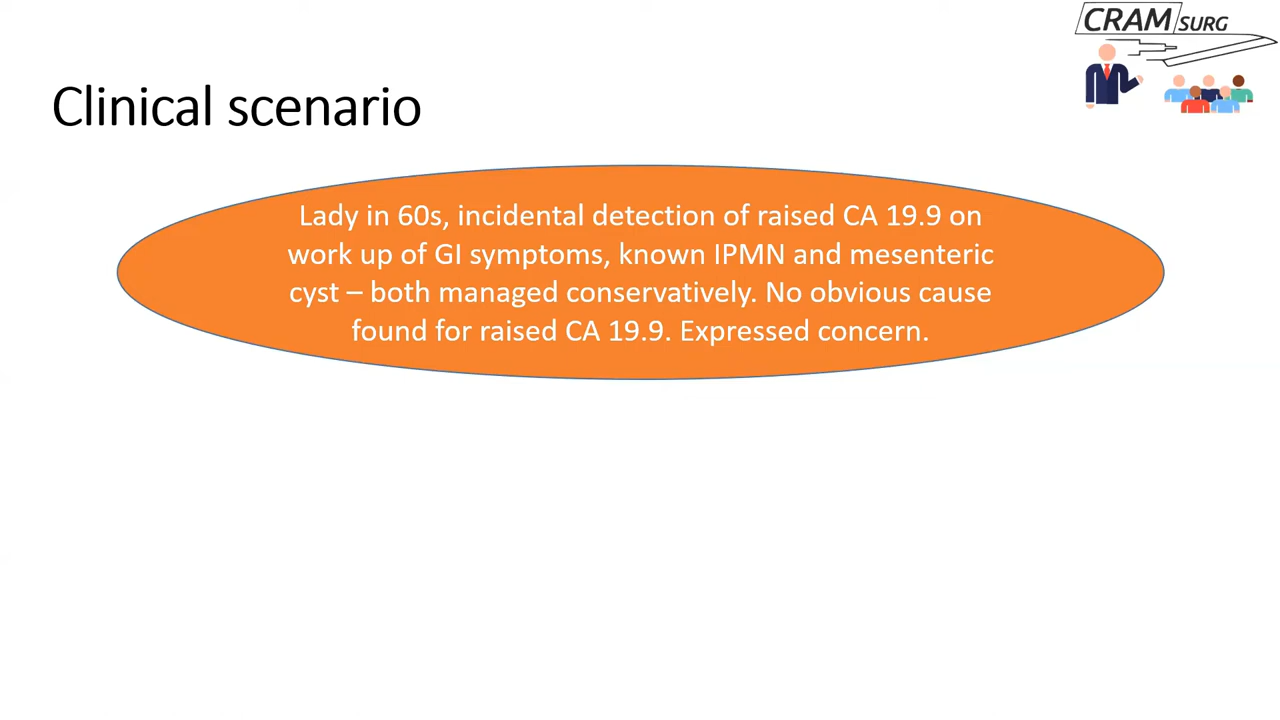 CRAM SURG
Clinical scenario
Lady in 60s, incidental detection of raised CA 19.9 on
work up of GI symptoms, known IPMN and mesenteric
cyst – both managed conservatively. No obvious cause
found for raised CA 19.9. Expressed concern.